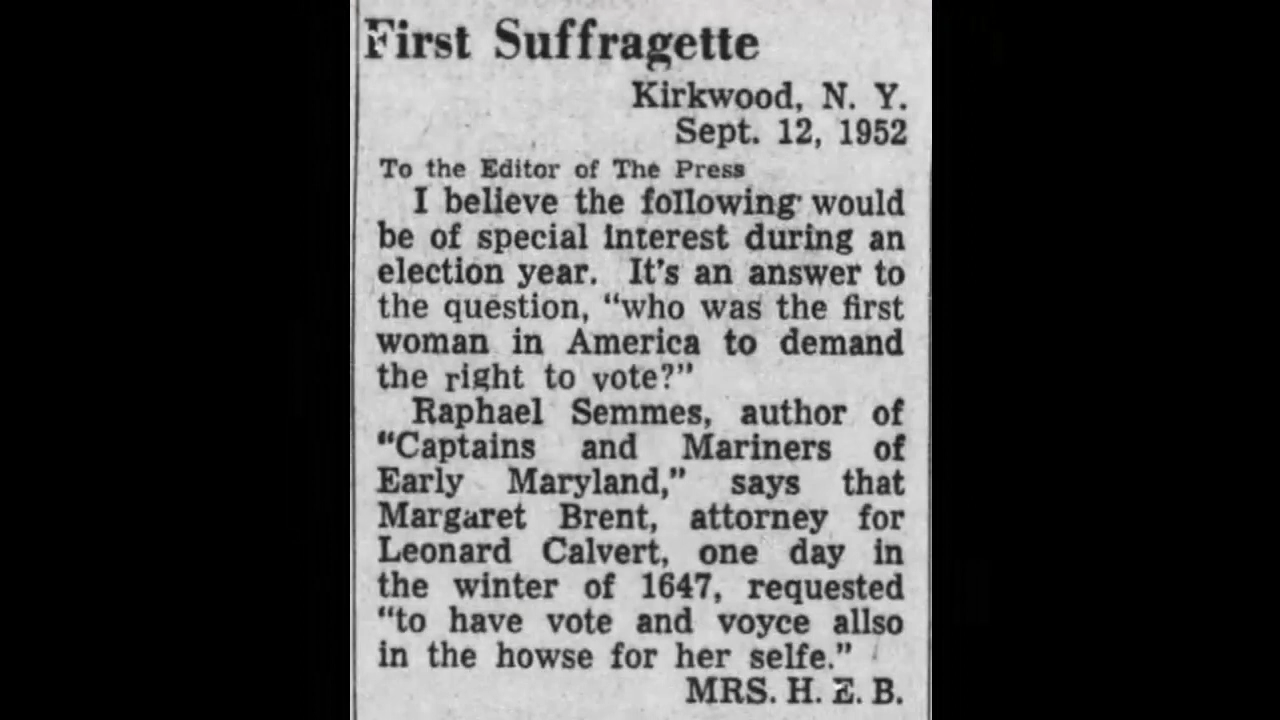 First Suffragette
Kirkwood, N. Y.
Sept. 12, 1952
To the Editor of The Press
I believe the following would
be of special interest during an
election year. It's an answer to
the question, "who was the first
woman in America to demand
the right to vote?"
Raphael Semmes, author of
"Captains and Mariners of
Early Maryland," says that
Margaret Brent, attorney for
Leonard Calvert, one day in
the winter of 1647, requested
"to have vote and voyce allso
in the howse for her selfe."
MRS. H. E. B.